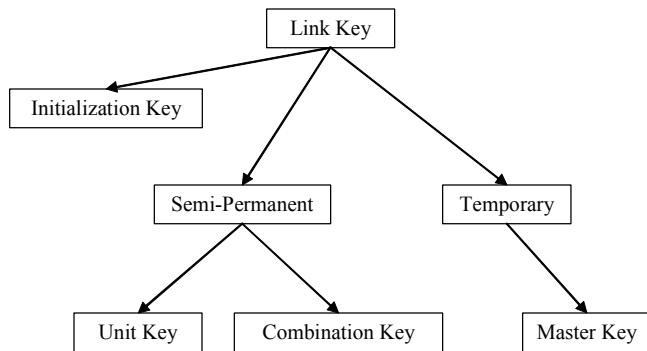 Link Key
Initialization Key
Semi-Permanent
Temporary
Unit Key
Combination Key
Master Key